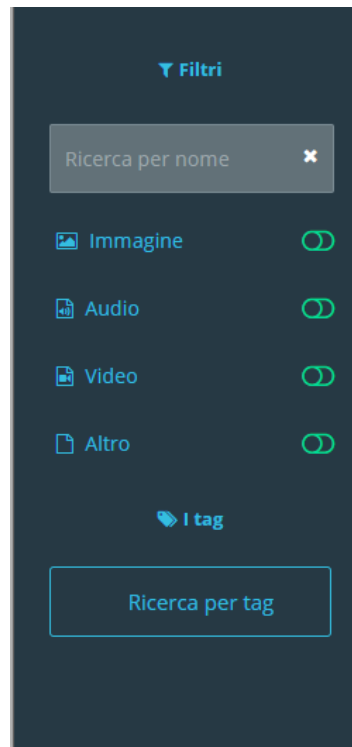 Filtri
Ricerca per nome
Immagine
Audio
Video
Altro
I tag
Ricerca per tag